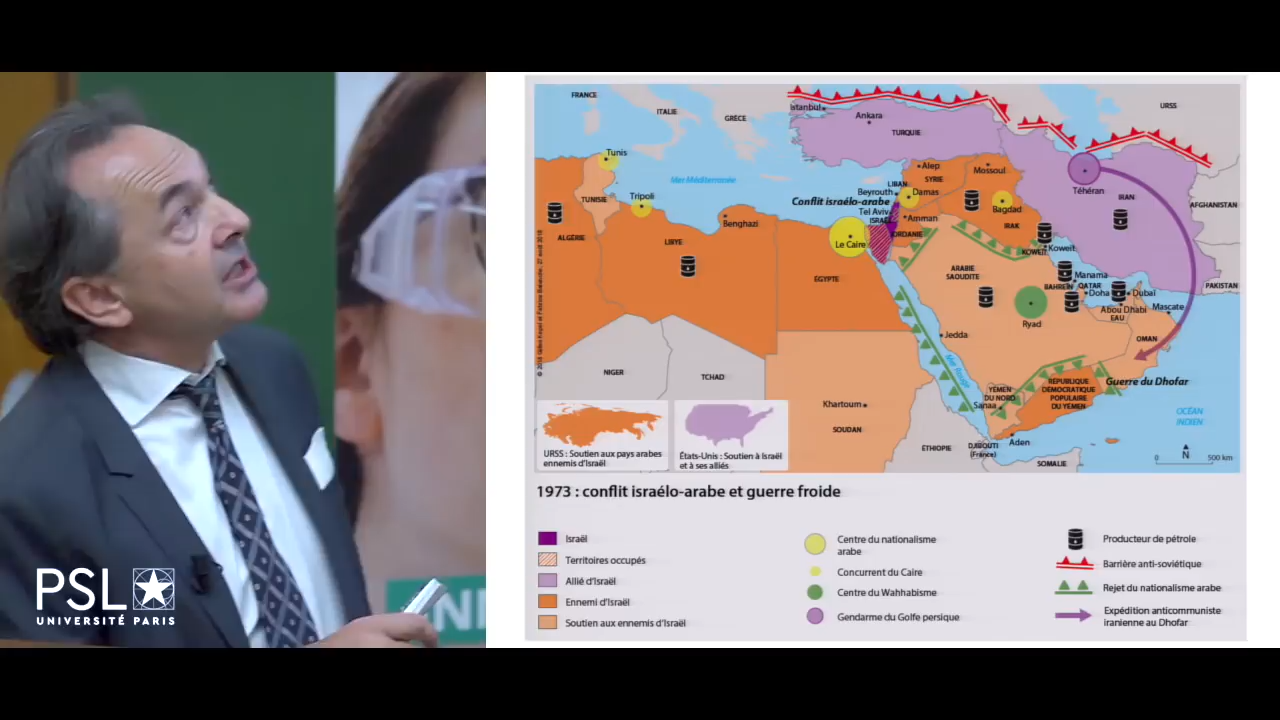 PSL
UNIVERSITÉ PARIS
FRANCE
ITALIE
GRÈCE
Istanbul
Ankara
TURQUIE
URSS
Tunis
TUNISIE
Tripoli
Mer Méditerranée
Benghazi
ALGÉRIE
LIBYE
Conflit israélo-arabe
Alep
SYRIE
Mossoul
LIBAN
Beyrouth
Damas
Tel Aviv
ISRAËL
Amman
JORDANIE
Bagdad
IRAK
Téhéran
IRAN
AFGHANISTAN
PAKISTAN
Le Caire
ÉGYPTE
KOWEIT
Koweit
ARABIE
SAOUDITE
Manama
BAHREIN
QATAR
Doha
Dubaï
Abou Dhabi
EAU
Mascate
OMAN
Ryad
Jedda
Mer Rouge
NIGER
TCHAD
Khartoum
SOUDAN
YEMEN
DU NORD
Sanaa
RÉPUBLIQUE
DÉMOCRATIQUE
POPULAIRE
DU YEMEN
Guerre du Dhofar
Aden
ÉTHIOPIE
DJIBOUTI
(France)
SOMALIE
OCÉAN
INDIEN
N
0 500 km
URSS : Soutien aux pays arabes
ennemis d'Israël
États-Unis : Soutien à Israël
et à ses alliés
1973 : conflit israélo-arabe et guerre froide
Israël
Territoires occupés
Allié d'Israël
Ennemi d'Israël
Soutien aux ennemis d'Israël
Centre du nationalisme
arabe
Concurrent du Caire
Centre du Wahhabisme
Gendarme du Golfe persique
Producteur de pétrole
Barrière anti-soviétique
Rejet du nationalisme arabe
Expédition anticommuniste
iranienne au Dhofar